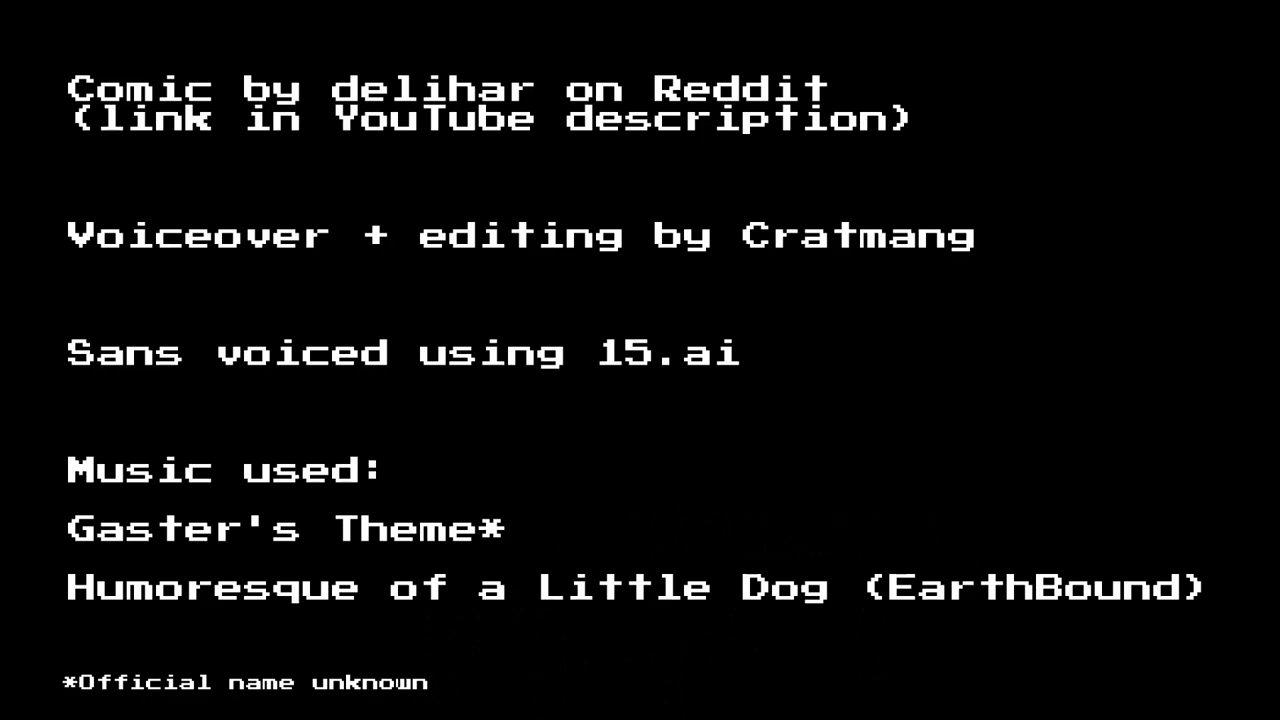 Comic by delihar on Reddit
(link in YouTube description)
Voiceover + editing by Cratmang
Sans voiced using 15.ai
Music used:
Gaster's Theme*
Humoresque of a Little Dog (EarthBound)
*Official name unknown